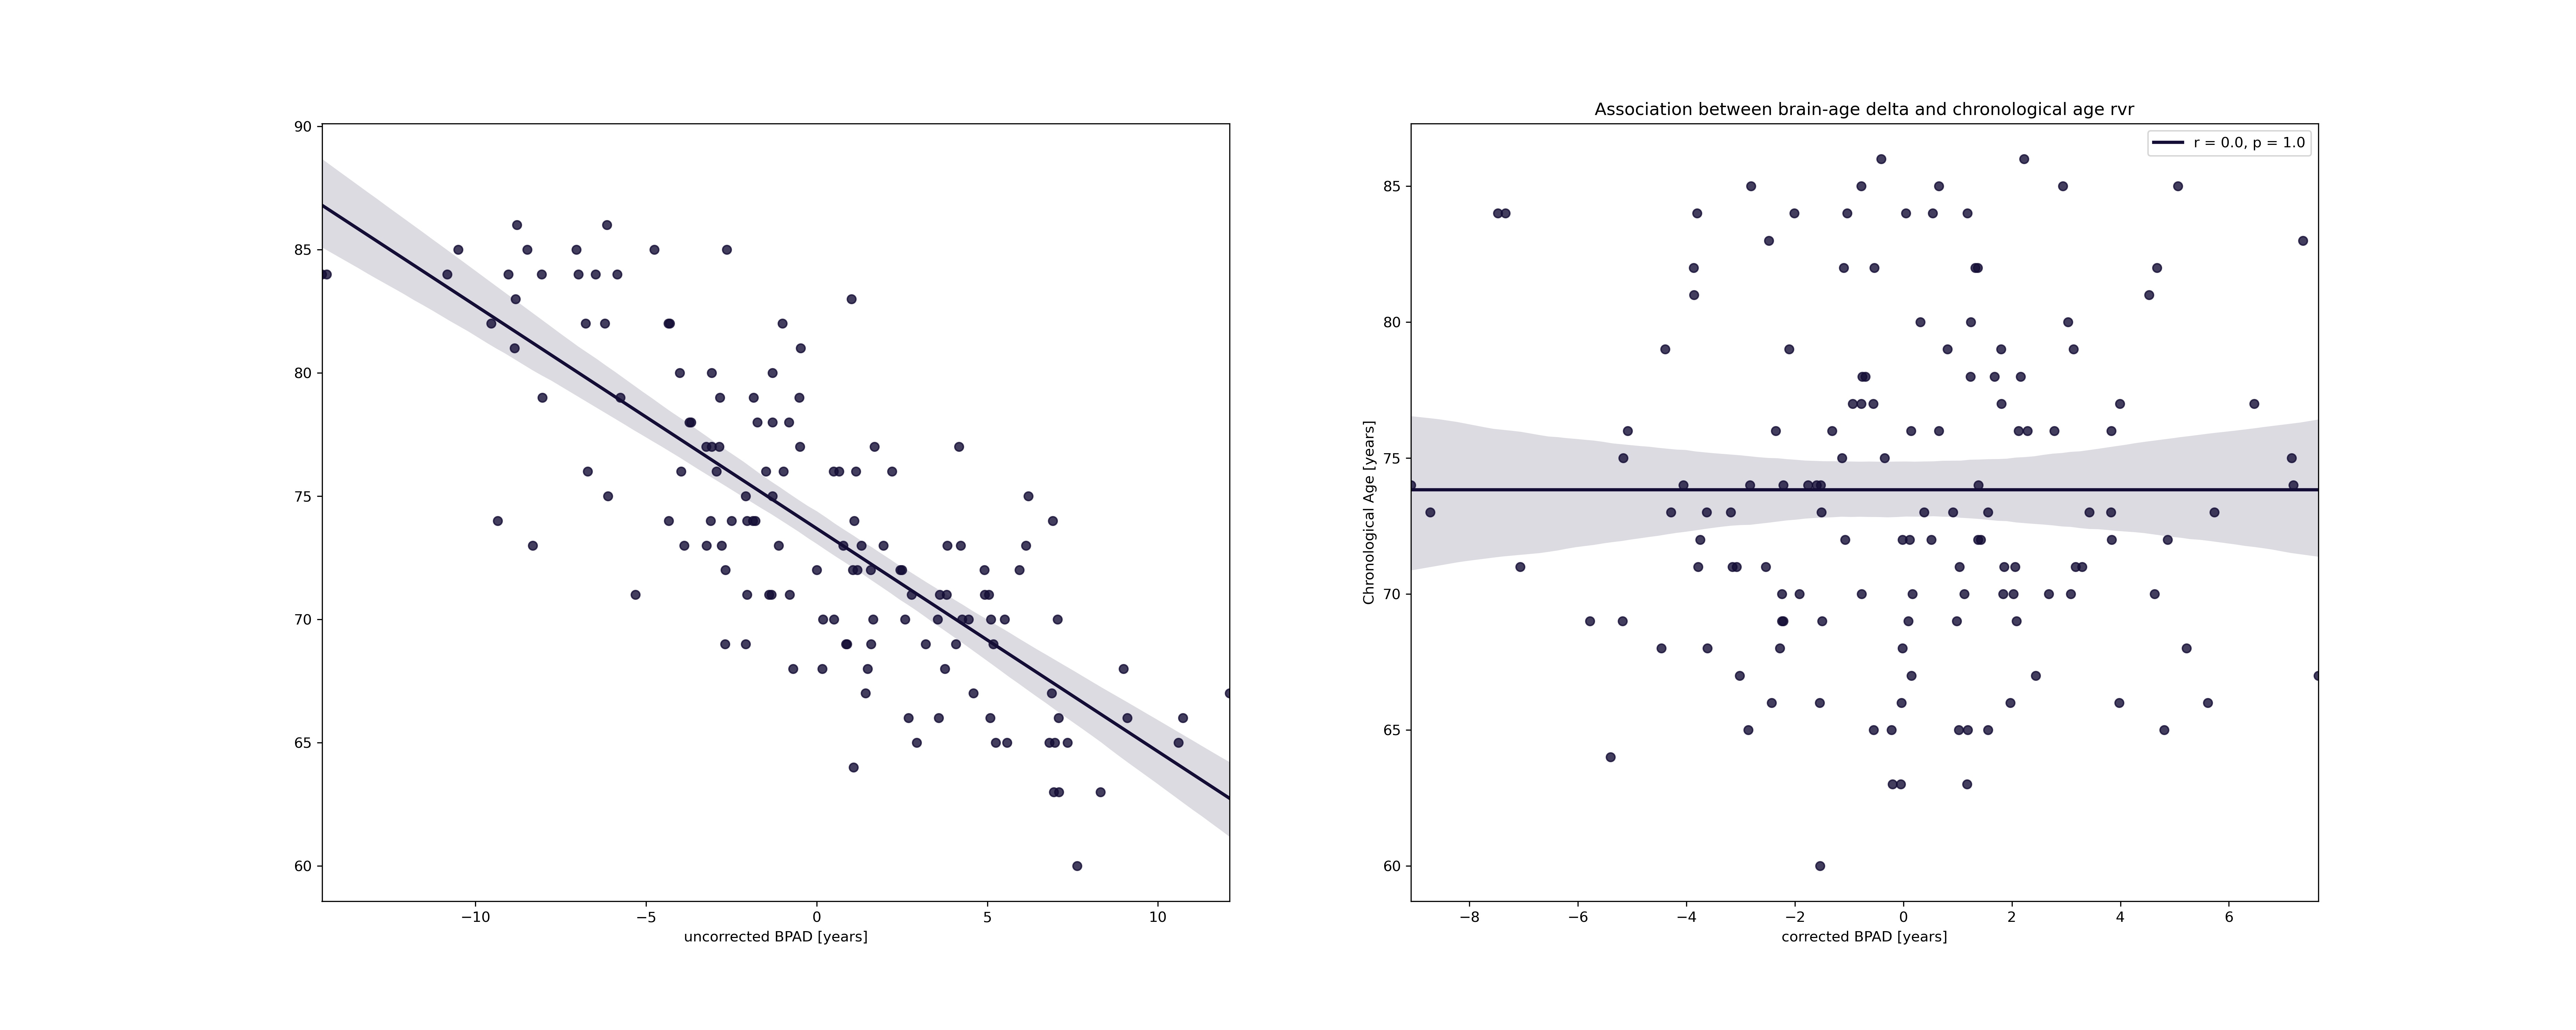 90
85
80
75
70
65
60
−10 −5 0 5 10
uncorrected BPAD [years]
Association between brain-age delta and chronological age rvr
r = 0.0, p = 1.0
Chronological Age [years]
85
80
75
70
65
60
−8 −6 −4 −2 0 2 4 6
corrected BPAD [years]